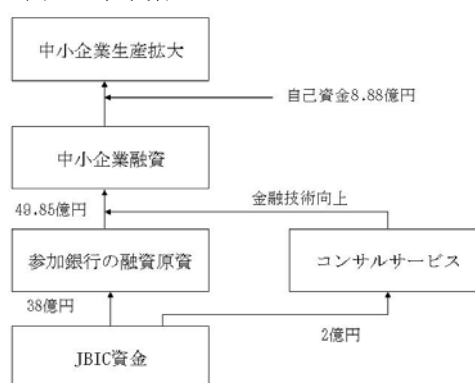 中小企業生産拡大
自己資金8.88億円
中小企業融資
49.85億円
金融技術向上
参加銀行の融資原資
コンサルサービス
38億円
2億円
JBIC資金